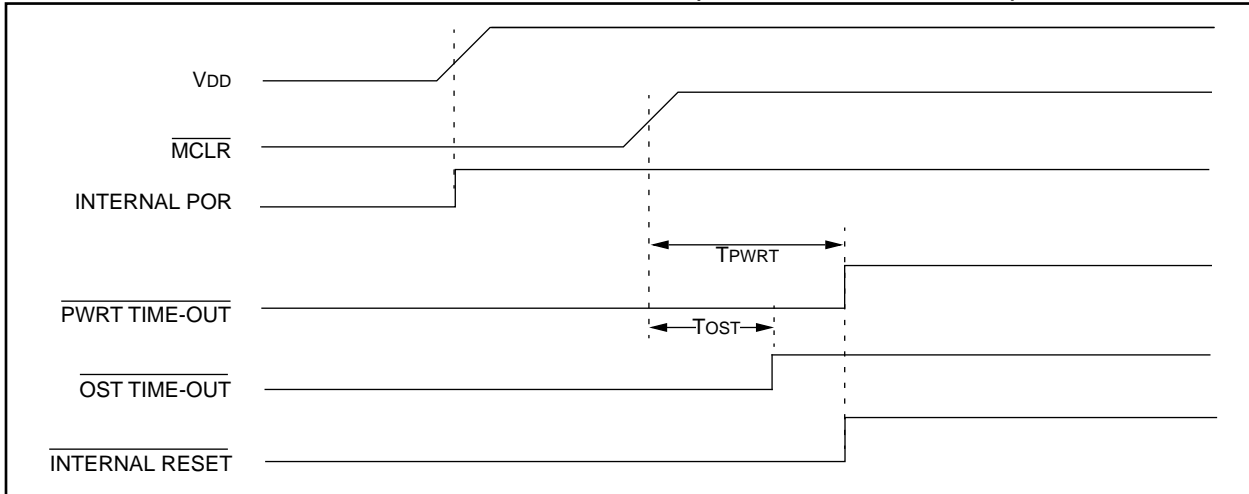 VDD
MCLR
INTERNAL POR
TPWRT
PWRT TIME-OUT
TOST
OST TIME-OUT
INTERNAL RESET